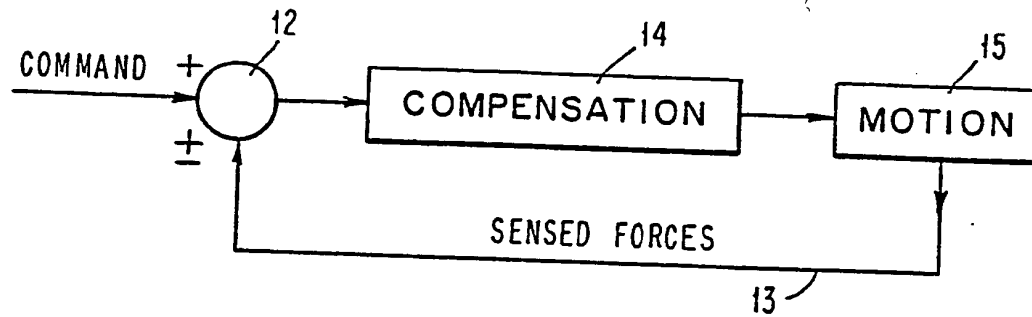 12
14
15
COMMAND
+
COMPENSATION
MOTION
±
SENSED FORCES
13